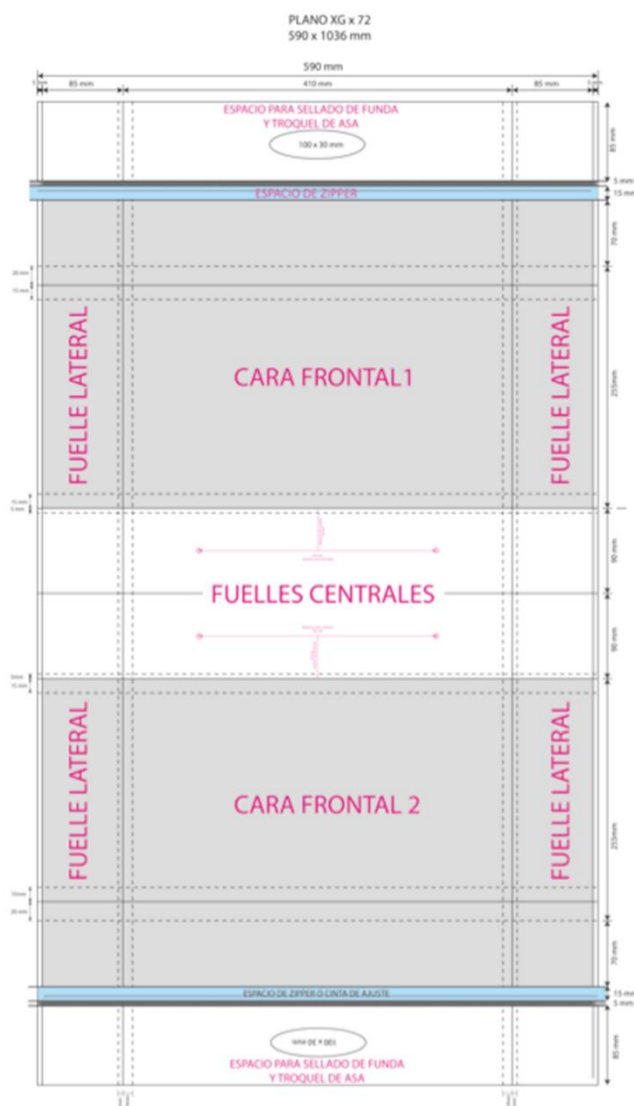 PLANO XG x 72
590 x 1036 mm
590 mm
85 mm
410 mm
85 mm
ESPACIO PARA SELLADO DE FUNDA
Y TROQUEL DE ASA
100 x 30 mm
85 mm
5 mm
15 mm
ESPACIO DE ZIPPER
70 mm
20 mm
15 mm
FUELLE LATERAL
CARA FRONTAL1
FUELLE LATERAL
255mm
15 mm
5 mm
90 mm
FUELLES CENTRALES
90 mm
5mm
15 mm
FUELLE LATERAL
CARA FRONTAL 2
FUELLE LATERAL
255mm
15mm
20 mm
70 mm
ESPACIO DE ZIPPER O CINTA DE AJUSTE
15 mm
5 mm
100 x 30 mm
85 mm
ESPACIO PARA SELLADO DE FUNDA
Y TROQUEL DE ASA